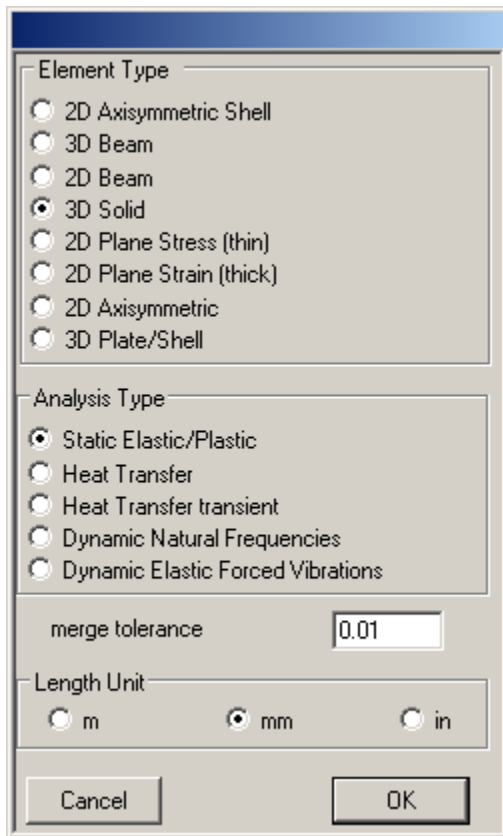 Element Type
2D Axisymmetric Shell
3D Beam
2D Beam
3D Solid
2D Plane Stress (thin)
2D Plane Strain (thick)
2D Axisymmetric
3D Plate/Shell
Analysis Type
Static Elastic/Plastic
Heat Transfer
Heat Transfer transient
Dynamic Natural Frequencies
Dynamic Elastic Forced Vibrations
merge tolerance 0.01
Length Unit
m mm in
Cancel OK